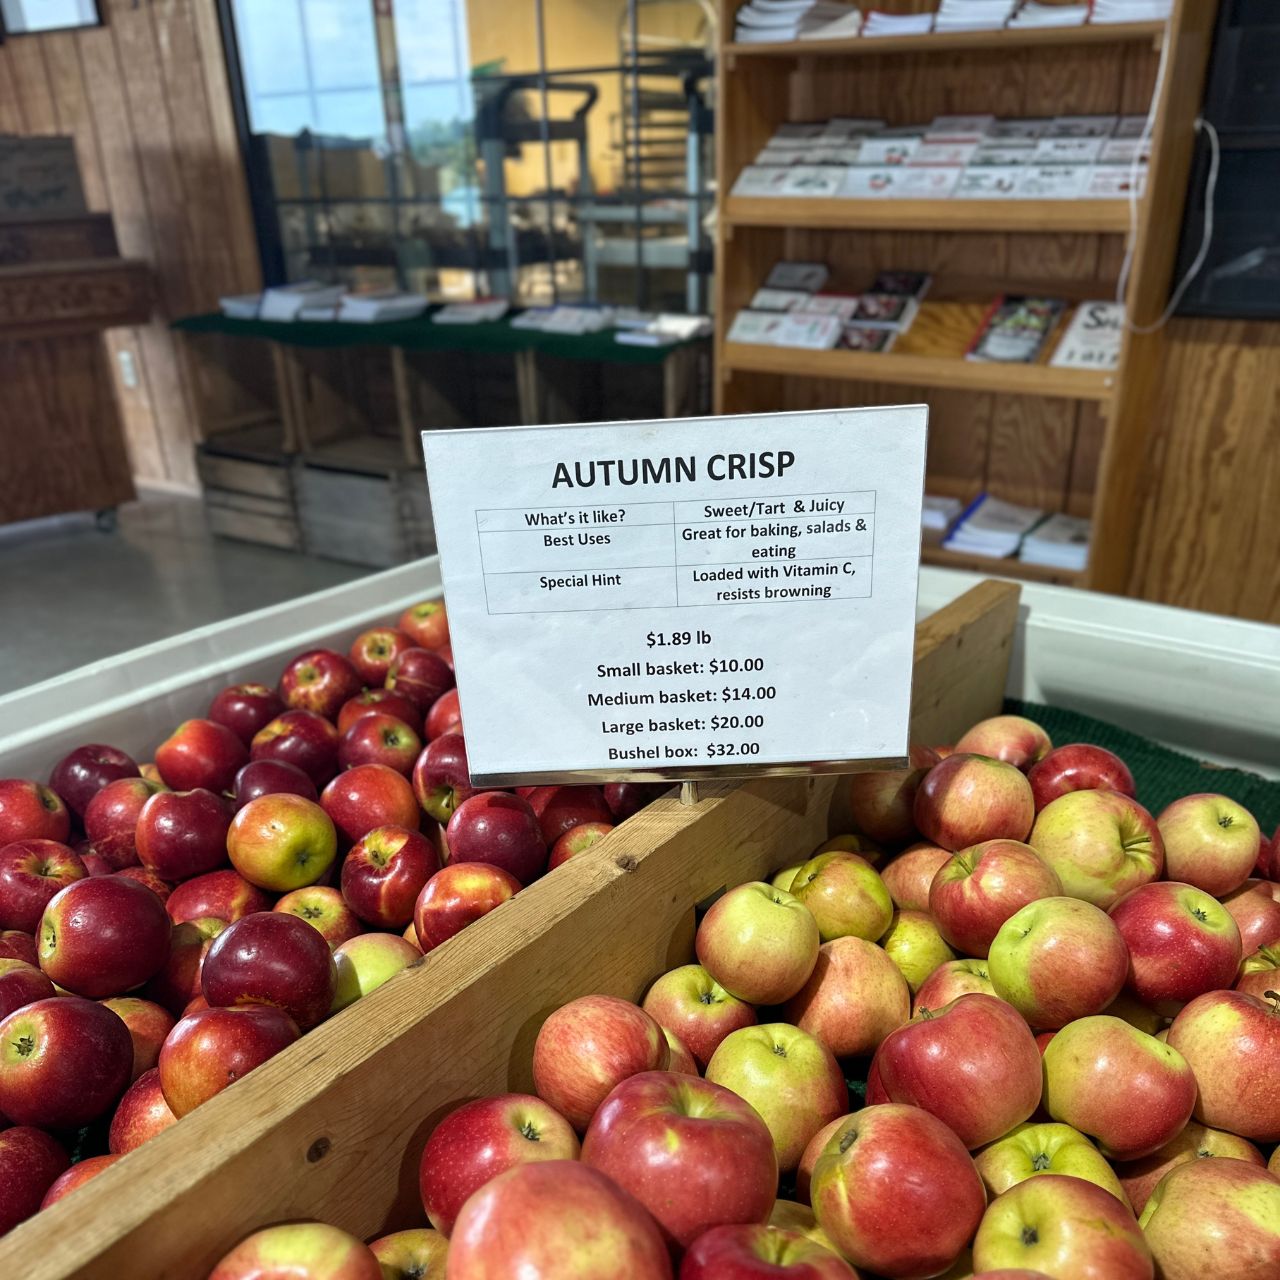 AUTUMN CRISP
What's it like? Sweet/Tart & Juicy
Best Uses Great for baking, salads &
eating
Special Hint Loaded with Vitamin C,
resists browning
$1.89 lb
Small basket: $10.00
Medium basket: $14.00
Large basket: $20.00
Bushel box: $32.00